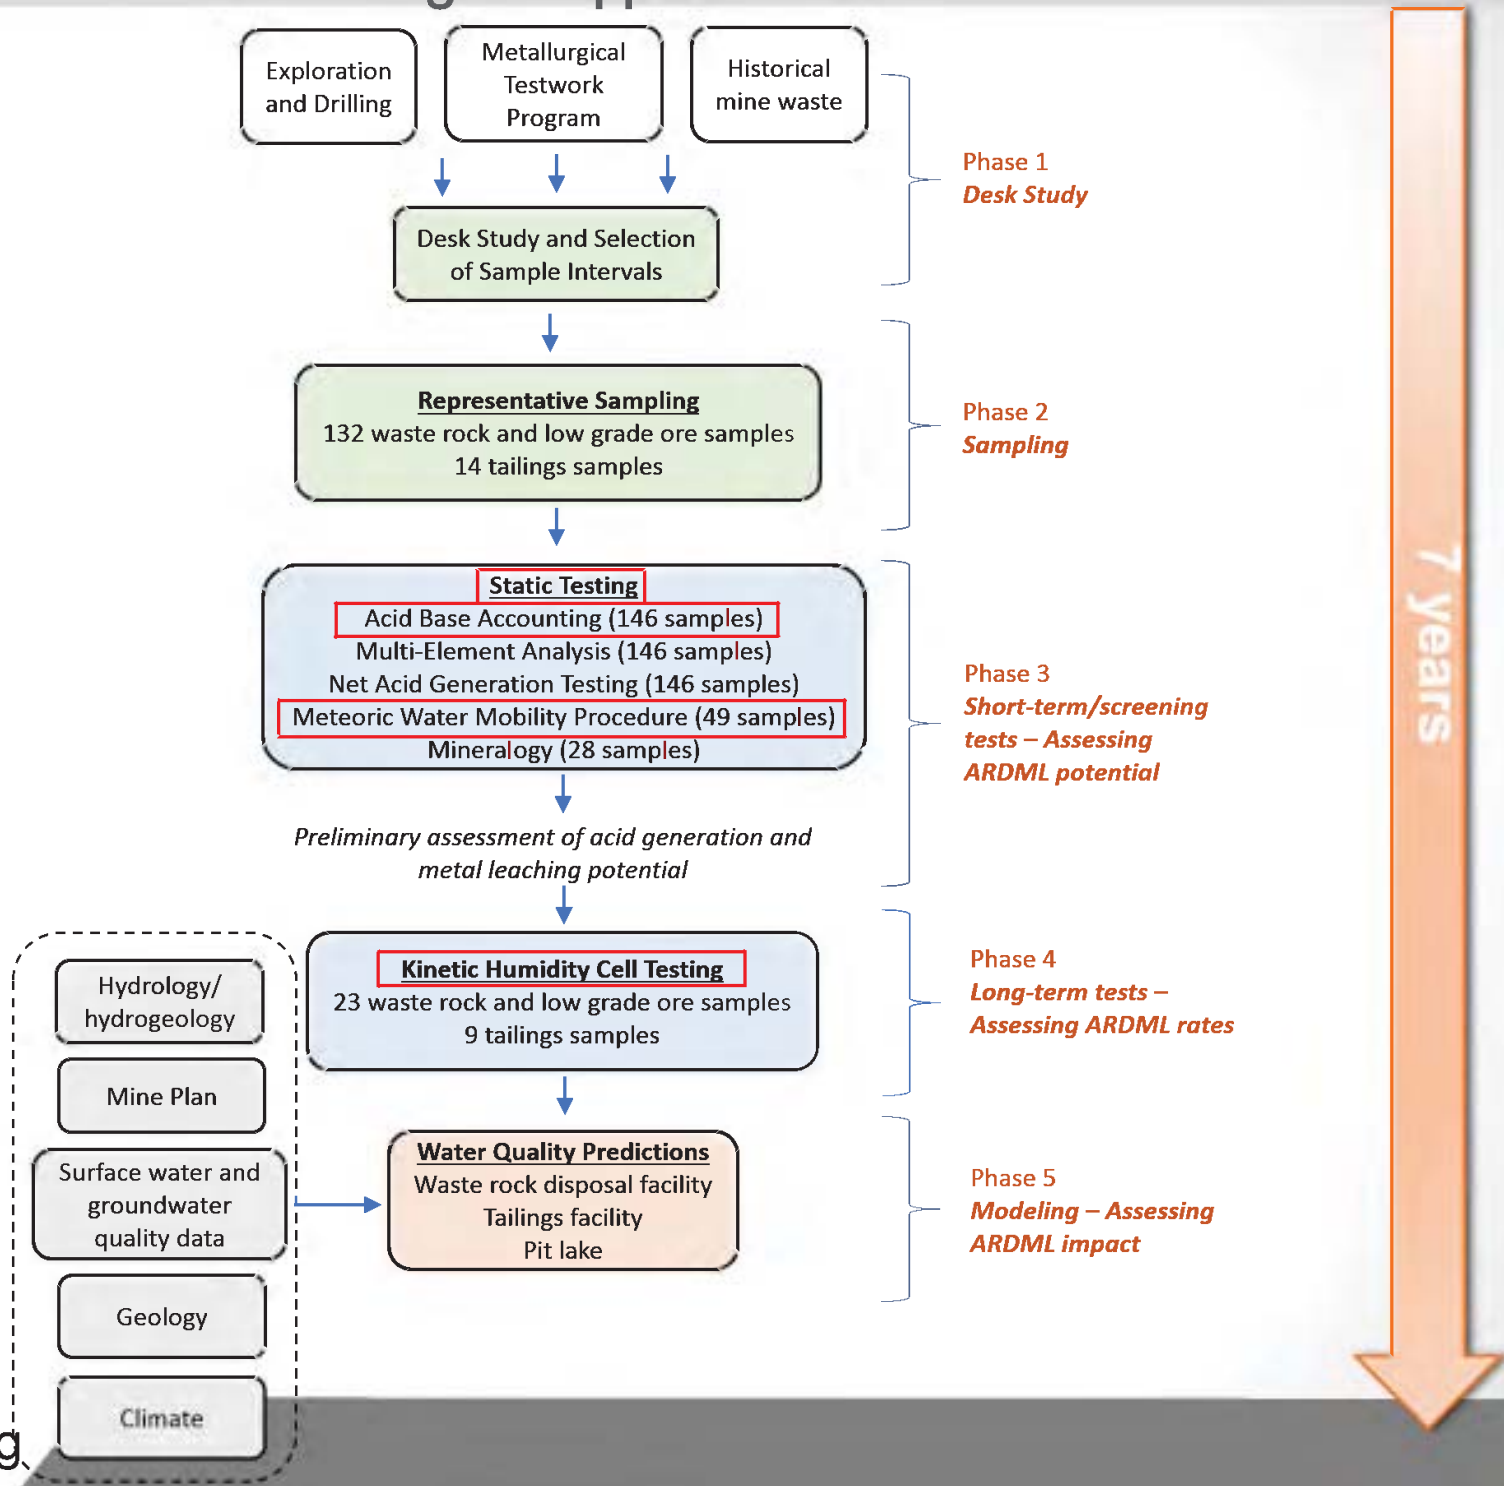 Exploration
and Drilling
Metallurgical
Testwork
Program
Historical
mine waste
Desk Study and Selection
of Sample Intervals
Phase 1
Desk Study
Representative Sampling
132 waste rock and low grade ore samples
14 tailings samples
Phase 2
Sampling
Static Testing
Acid Base Accounting (146 samples)
Multi-Element Analysis (146 samples)
Net Acid Generation Testing (146 samples)
Meteoric Water Mobility Procedure (49 samples)
Mineralogy (28 samples)
Preliminary assessment of acid generation and
metal leaching potential
Phase 3
Short-term/screening
tests – Assessing
ARDML potential
7 years
Kinetic Humidity Cell Testing
23 waste rock and low grade ore samples
9 tailings samples
Phase 4
Long-term tests –
Assessing ARDML rates
Hydrology/
hydrogeology
Mine Plan
Surface water and
groundwater
quality data
Geology
Climate
Water Quality Predictions
Waste rock disposal facility
Tailings facility
Pit lake
Phase 5
Modeling – Assessing
ARDML impact
g